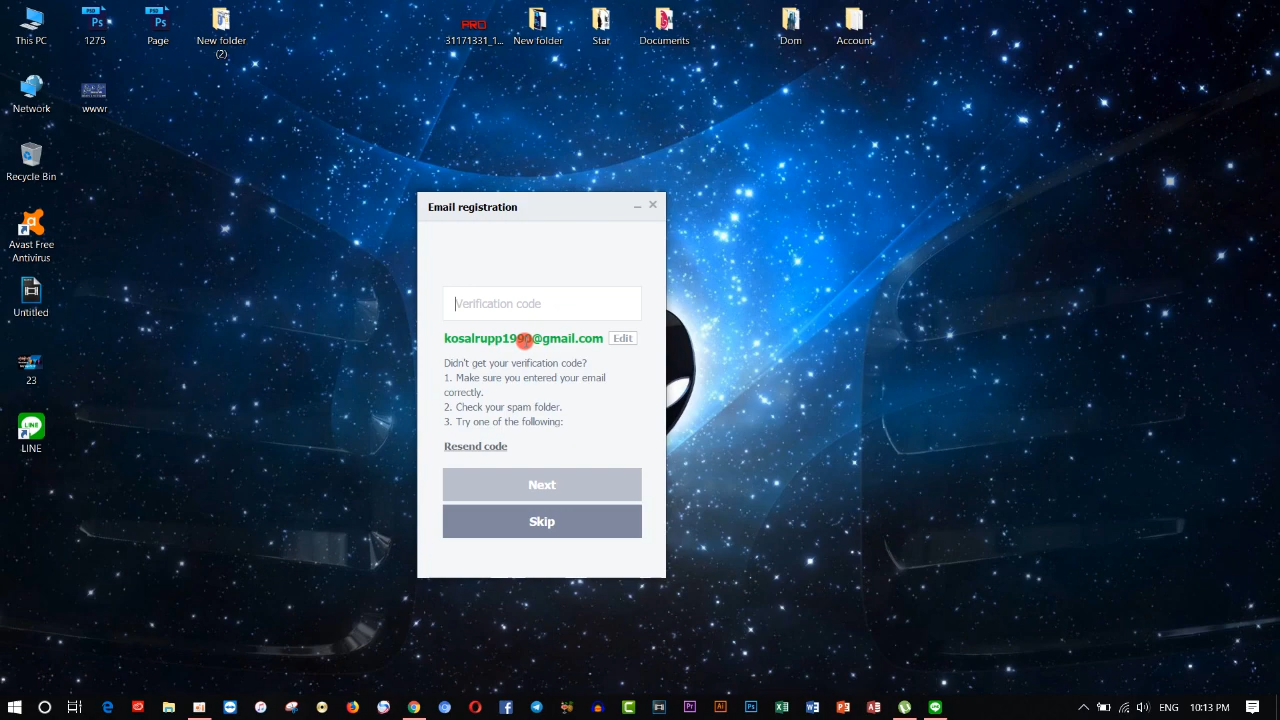 This PC
1275
Page
New folder
(2)
31171331_1...
New folder
Star
Documents
Dom
Account
Network
wwwr
Recycle Bin
Avast Free
Antivirus
Untitled
23
LINE
PRO
Email registration
Verification code
kosalrupp1990@gmail.com Edit
Didn't get your verification code?
1. Make sure you entered your email
correctly.
2. Check your spam folder.
3. Try one of the following:
Resend code
Next
Skip
ENG 10:13 PM